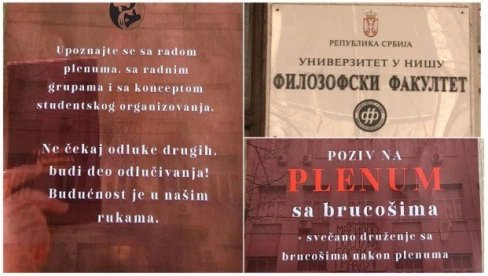 Upoznajte se sa radom
plenuma, sa radnim
grupama i sa konceptom
studentskog organizovanja.
Ne čekaj odluke drugih,
budi deo odlučivanja!
Budućnost je u našim
rukama.
РЕПУБЛИКА СРБИЈА
УНИВЕРЗИТЕТ У НИШУ
ФИЛОЗОФСКИ ФАКУЛТЕТ
POZIV NA
PLENUM
sa brucošima
+ svečano druženje sa
brucošima nakon plenuma